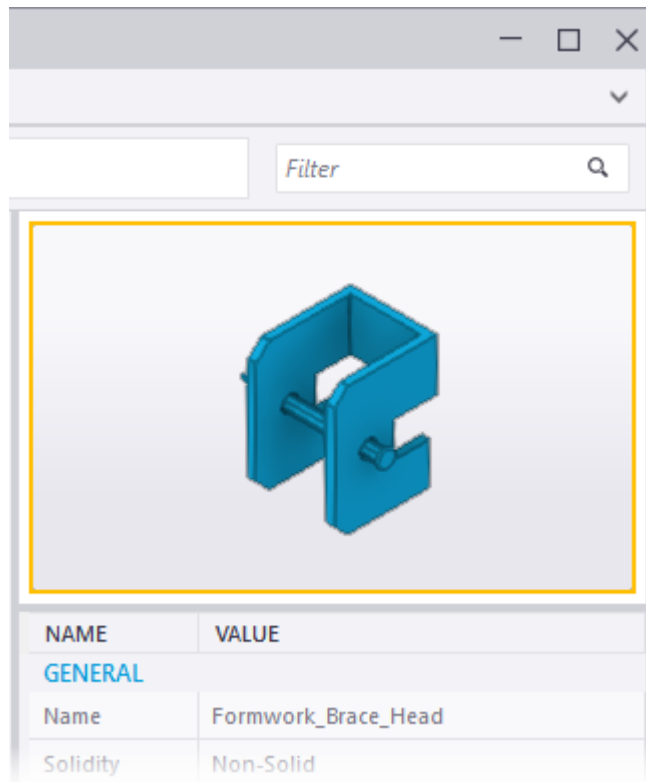 Filter
NAME VALUE
GENERAL
Name Formwork_Brace_Head
Solidity Non-Solid